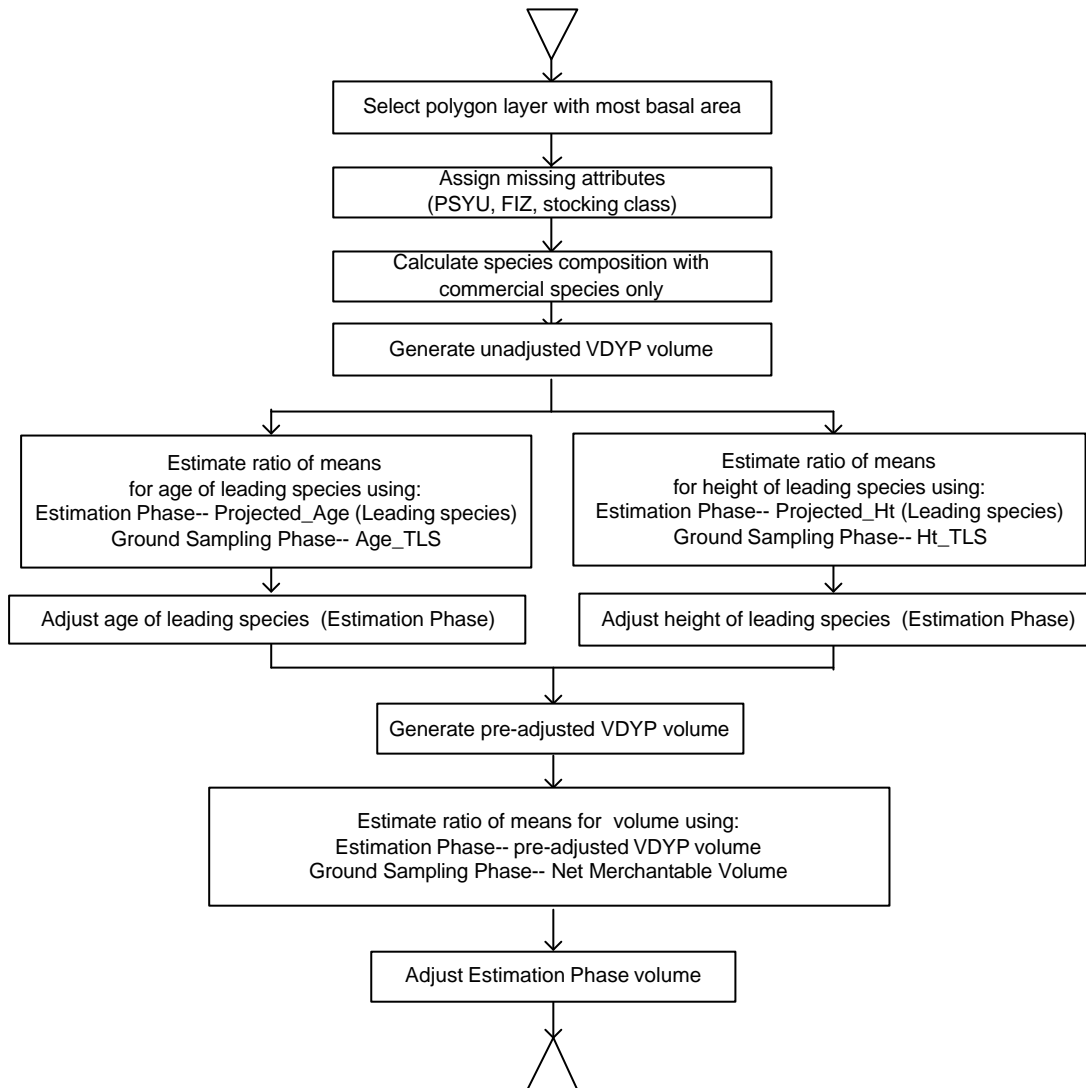 Select polygon layer with most basal area
Assign missing attributes
(PSYU, FIZ, stocking class)
Calculate species composition with
commercial species only
Generate unadjusted VDYP volume
Estimate ratio of means
for age of leading species using:
Estimation Phase-- Projected_Age (Leading species)
Ground Sampling Phase-- Age_TLS
Estimate ratio of means
for height of leading species using:
Estimation Phase-- Projected_Ht (Leading species)
Ground Sampling Phase-- Ht_TLS
Adjust age of leading species (Estimation Phase)
Adjust height of leading species (Estimation Phase)
Generate pre-adjusted VDYP volume
Estimate ratio of means for volume using:
Estimation Phase-- pre-adjusted VDYP volume
Ground Sampling Phase-- Net Merchantable Volume
Adjust Estimation Phase volume